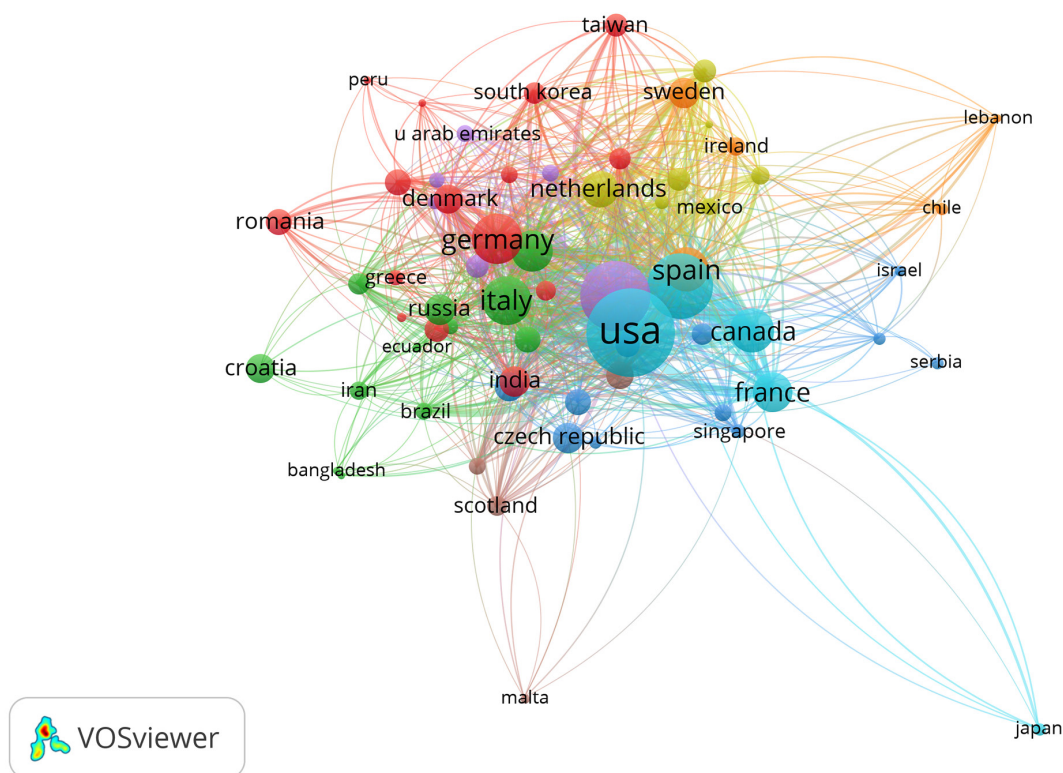 taiwan
peru
south korea
sweden
lebanon
u arab emirates
ireland
netherlands
denmark
mexico
chile
romania
germany
spain
israel
greece
italy
russia
usa
canada
ecuador
serbia
croatia
india
france
iran
brazil
czech republic
singapore
bangladesh
scotland
malta
japan
VOSviewer